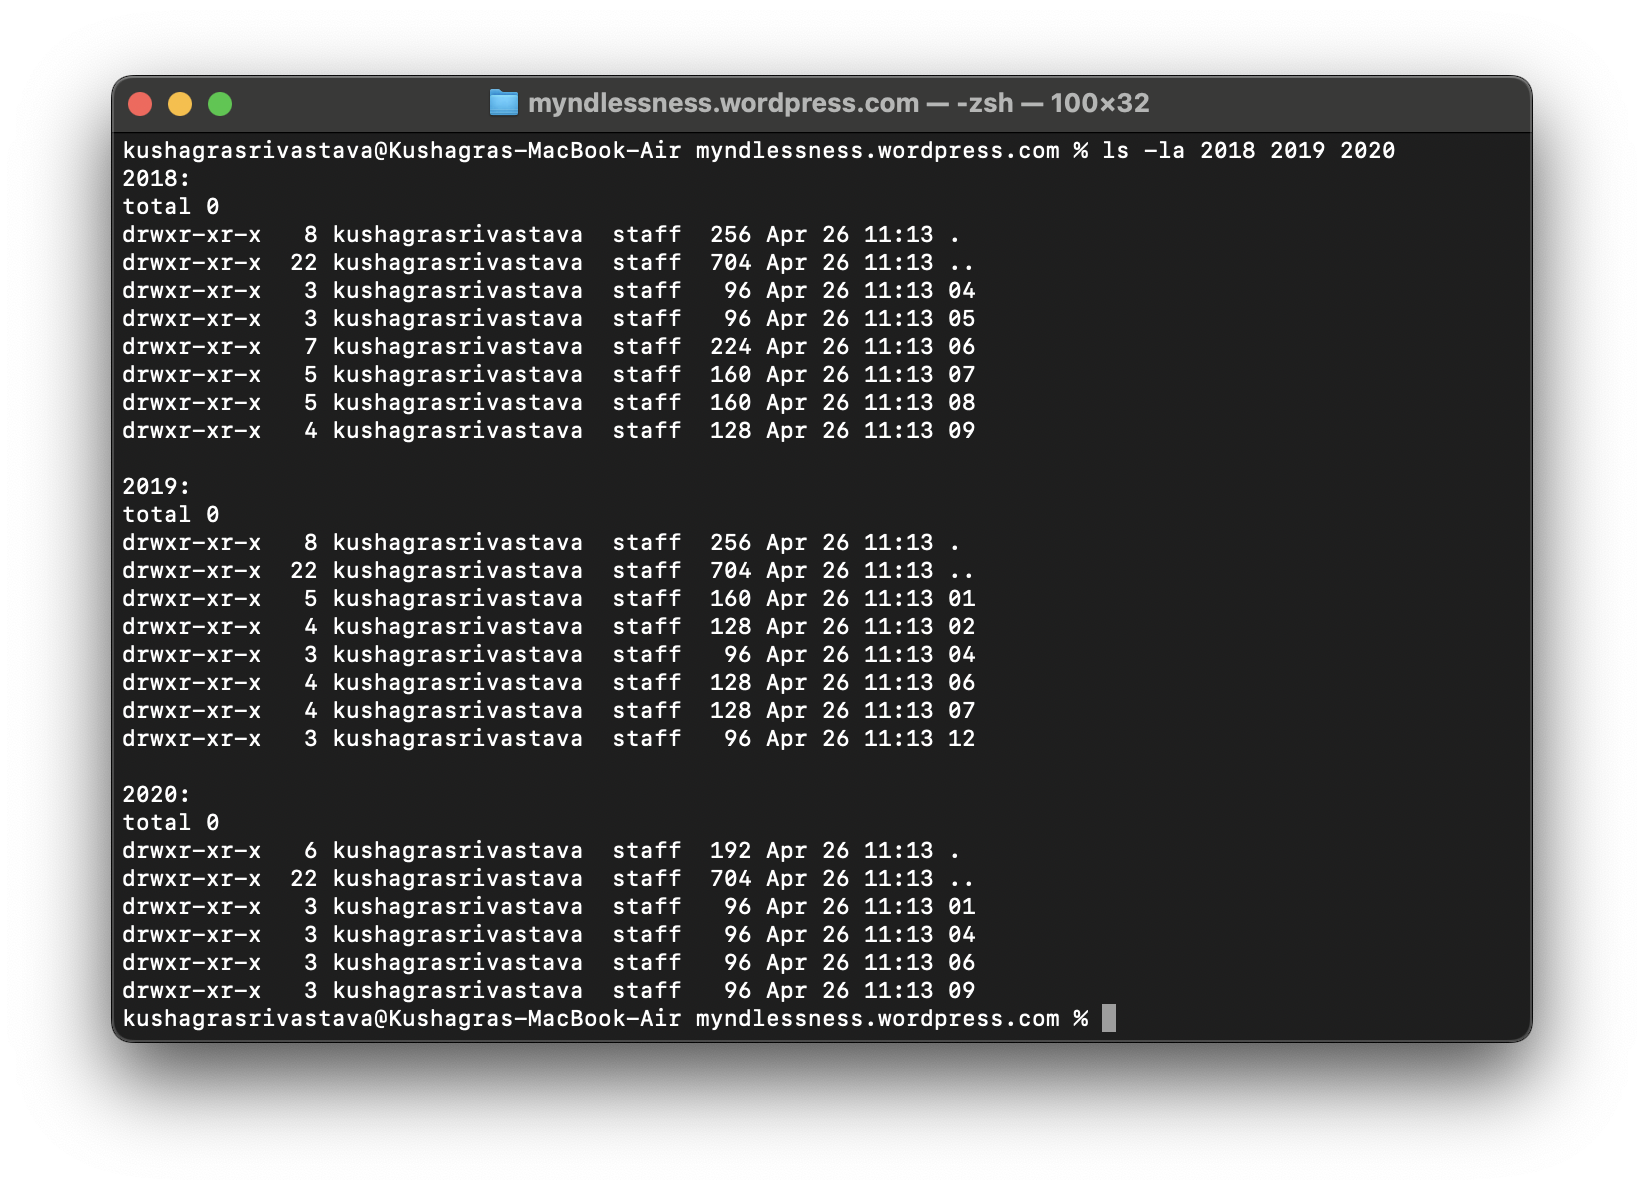 myndlessness.wordpress.com — -zsh — 100×32
kushagrasrivastava@Kushagras-MacBook-Air myndlessness.wordpress.com % ls -la 2018 2019 2020
2018:
total 0
drwxr-xr-x   8 kushagrasrivastava  staff  256 Apr 26 11:13 .
drwxr-xr-x  22 kushagrasrivastava  staff  704 Apr 26 11:13 ..
drwxr-xr-x   3 kushagrasrivastava  staff   96 Apr 26 11:13 04
drwxr-xr-x   3 kushagrasrivastava  staff   96 Apr 26 11:13 05
drwxr-xr-x   7 kushagrasrivastava  staff  224 Apr 26 11:13 06
drwxr-xr-x   5 kushagrasrivastava  staff  160 Apr 26 11:13 07
drwxr-xr-x   5 kushagrasrivastava  staff  160 Apr 26 11:13 08
drwxr-xr-x   4 kushagrasrivastava  staff  128 Apr 26 11:13 09

2019:
total 0
drwxr-xr-x   8 kushagrasrivastava  staff  256 Apr 26 11:13 .
drwxr-xr-x  22 kushagrasrivastava  staff  704 Apr 26 11:13 ..
drwxr-xr-x   5 kushagrasrivastava  staff  160 Apr 26 11:13 01
drwxr-xr-x   4 kushagrasrivastava  staff  128 Apr 26 11:13 02
drwxr-xr-x   3 kushagrasrivastava  staff   96 Apr 26 11:13 04
drwxr-xr-x   4 kushagrasrivastava  staff  128 Apr 26 11:13 06
drwxr-xr-x   4 kushagrasrivastava  staff  128 Apr 26 11:13 07
drwxr-xr-x   3 kushagrasrivastava  staff   96 Apr 26 11:13 12

2020:
total 0
drwxr-xr-x   6 kushagrasrivastava  staff  192 Apr 26 11:13 .
drwxr-xr-x  22 kushagrasrivastava  staff  704 Apr 26 11:13 ..
drwxr-xr-x   3 kushagrasrivastava  staff   96 Apr 26 11:13 01
drwxr-xr-x   3 kushagrasrivastava  staff   96 Apr 26 11:13 04
drwxr-xr-x   3 kushagrasrivastava  staff   96 Apr 26 11:13 06
drwxr-xr-x   3 kushagrasrivastava  staff   96 Apr 26 11:13 09
kushagrasrivastava@Kushagras-MacBook-Air myndlessness.wordpress.com %